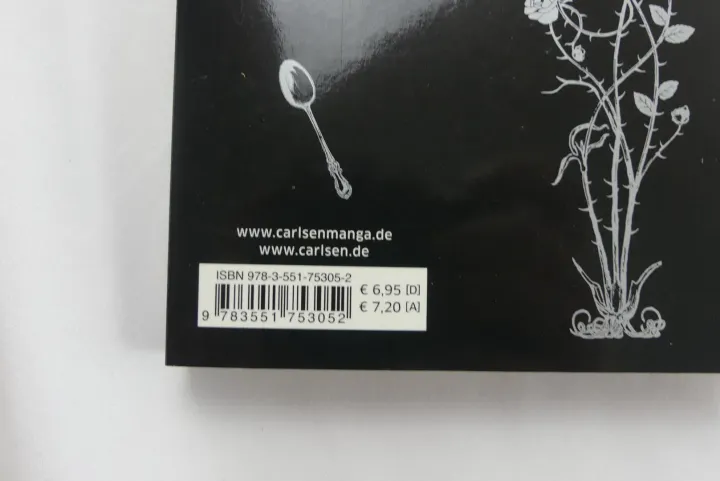 www.carlsenmanga.de
www.carlsen.de
ISBN 978-3-551-75305-2
€ 6,95 [D]
€ 7,20 [A]
9 783551 753052